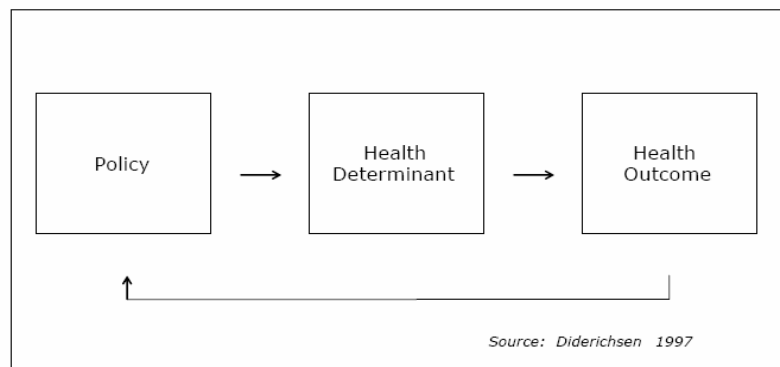 Policy
Health
Determinant
Health
Outcome
Source: Diderichsen 1997